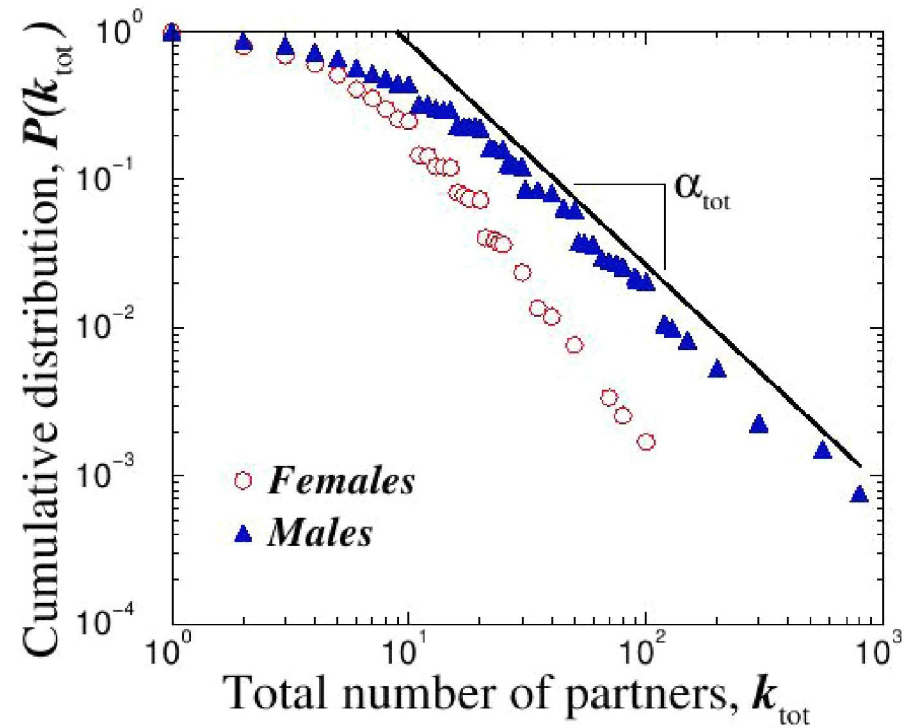 Cumulative distribution, P(k_tot)
10^0
10^-1
10^-2
10^-3
10^-4
α_tot
Females
Males
10^0 10^1 10^2 10^3
Total number of partners, k_tot